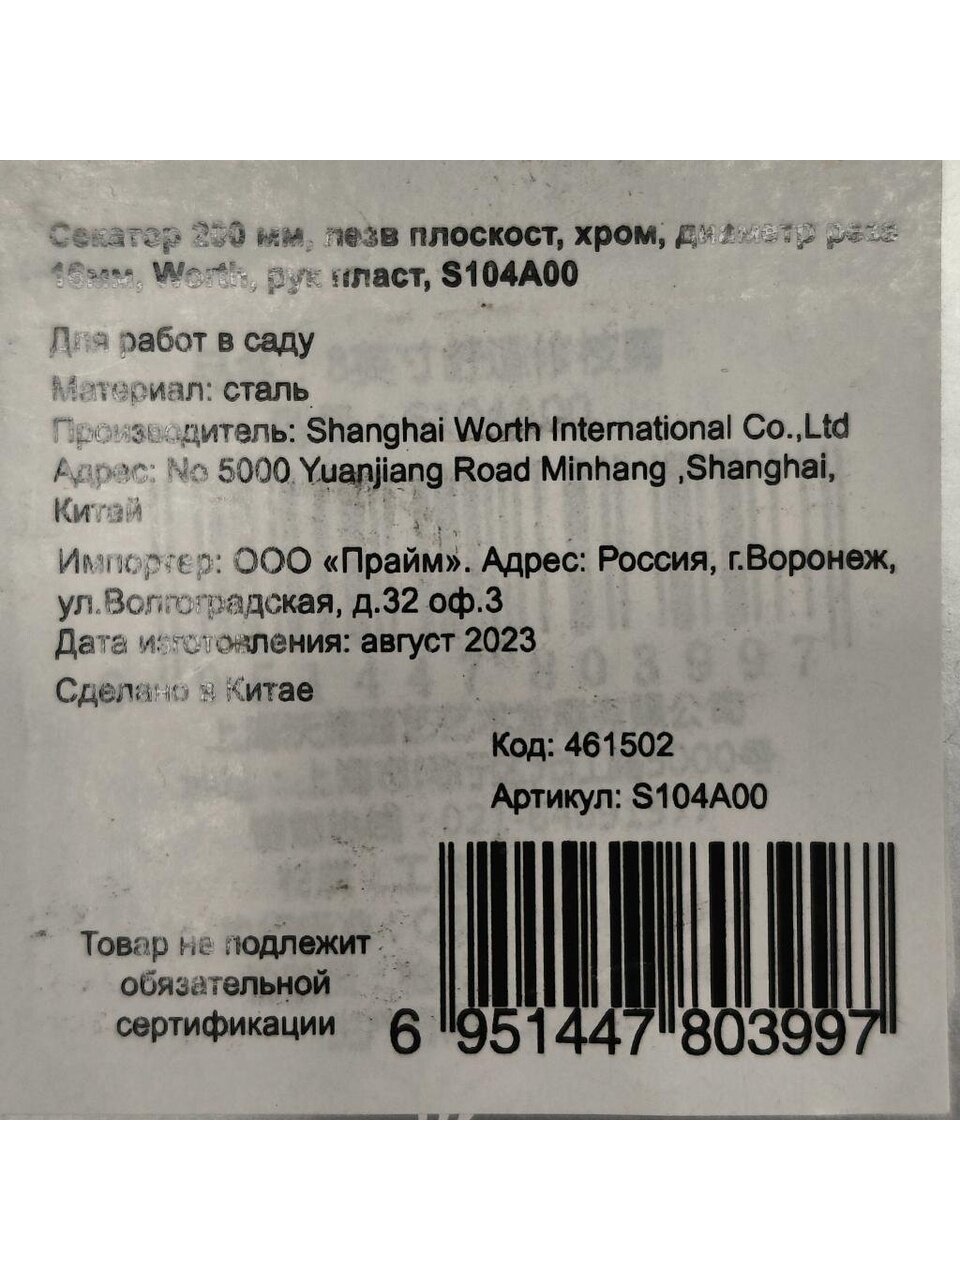 Секатор мм, лезв плоскост, хром, диаметр реза
16мм, Worth, рук пласт, S104A00
Для работ в саду
Материал: сталь
Производитель: Shanghai Worth International Co.,Ltd
Адрес: No 5000 Yuanjiang Road Minhang ,Shanghai,
Китай
Импортер: ООО «Прайм». Адрес: Россия, г.Воронеж,
ул.Волгоградская, д.32 оф.3
Дата изготовления: август 2023
Сделано в Китае
Код: 461502
Артикул: S104A00
Товар не подлежит
обязательной
сертификации
6 951447 803997